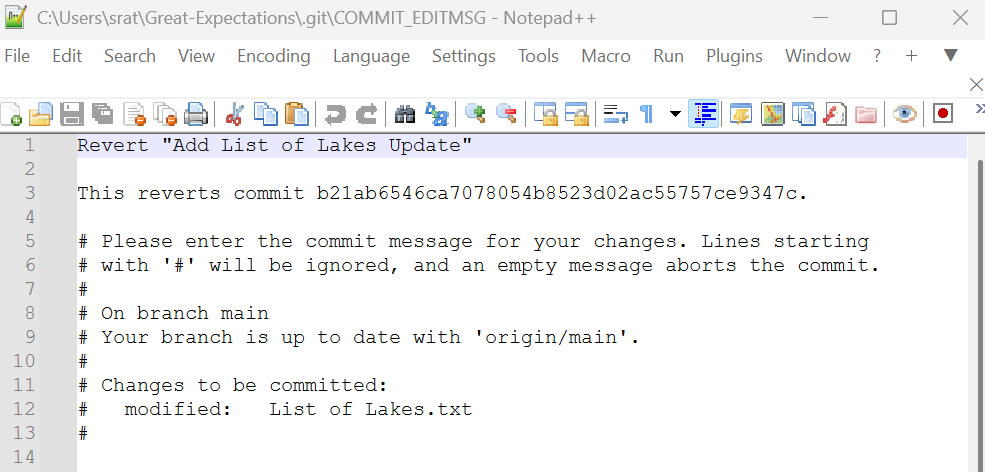 C:\Users\srat\Great-Expectations\.git\COMMIT_EDITMSG - Notepad++
File Edit Search View Encoding Language Settings Tools Macro Run Plugins Window ? + ▼
1 Revert "Add List of Lakes Update"
2
3 This reverts commit b21ab6546ca7078054b8523d02ac55757ce9347c.
4
5 # Please enter the commit message for your changes. Lines starting
6 # with '#' will be ignored, and an empty message aborts the commit.
7 #
8 # On branch main
9 # Your branch is up to date with 'origin/main'.
10 #
11 # Changes to be committed:
12 #   modified:   List of Lakes.txt
13 #
14